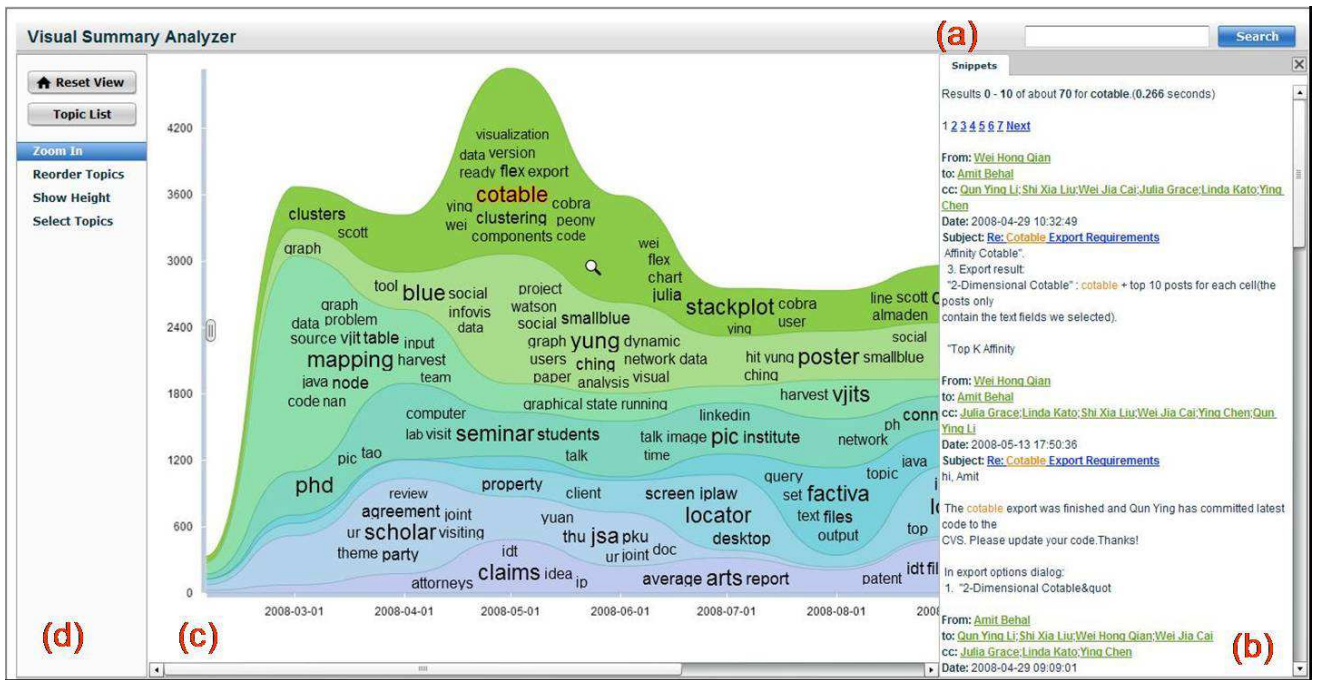 Visual Summary Analyzer
(a)
Search
Reset View
Topic List
Zoom In
Reorder Topics
Show Height
Select Topics
(d)
4200
3600
3000
2400
1800
1200
600
0
visualization
data version
ready flex export
cotable
ying cobra
wei clustering peony
components code
clusters
scott
graph
wei
flex
chart
julia
stackplot cobra
ying user
line scott
almaden
tool blue social
infovis
data
project
watson
social smallblue
graph yung dynamic
users ching network data
paper analysis visual
social
hit yung poster smallblue
ching
graph
data problem
source vjit table input
mapping harvest
java node team
code nan
graphical state running
harvest vjits
computer
lab visit seminar students
talk
linkedin
talk image pic institute
time
ph conn
network
pic tao
phd
property client
query
set factiva topic java
text files
output
review
agreement joint
ur scholar visiting
theme party
yuan
thu jsa pku
ur joint doc
screen iplaw
locator
desktop
top
idt
attorneys claims idea
ip
average arts report
patent idt fil
2008-03-01 2008-04-01 2008-05-01 2008-06-01 2008-07-01 2008-08-01 2008
(c)
Snippets
Results 0 - 10 of about 70 for cotable.(0.266 seconds)
1 2 3 4 5 6 7 Next
From: Wei Hong Qian
to: Amit Behal
cc: Qun Ying Li;Shi Xia Liu;Wei Jia Cai;Julia Grace;Linda Kato;Ying
Chen
Date: 2008-04-29 10:32:49
Subject: Re: Cotable Export Requirements
Affinity Cotable".
3. Export result:
"2-Dimensional Cotable" : cotable + top 10 posts for each cell(the
posts only
contain the text fields we selected).
"Top K Affinity
From: Wei Hong Qian
to: Amit Behal
cc: Julia Grace;Linda Kato;Shi Xia Liu;Wei Jia Cai;Ying Chen;Qun
Ying Li
Date: 2008-05-13 17:50:36
Subject: Re: Cotable Export Requirements
hi, Amit
The cotable export was finished and Qun Ying has committed latest
code to the
CVS. Please update your code.Thanks!
In export options dialog:
1. "2-Dimensional Cotable&quot
From: Amit Behal
to: Qun Ying Li;Shi Xia Liu;Wei Hong Qian;Wei Jia Cai
cc: Julia Grace;Linda Kato;Ying Chen
Date: 2008-04-29 09:09:01
(b)